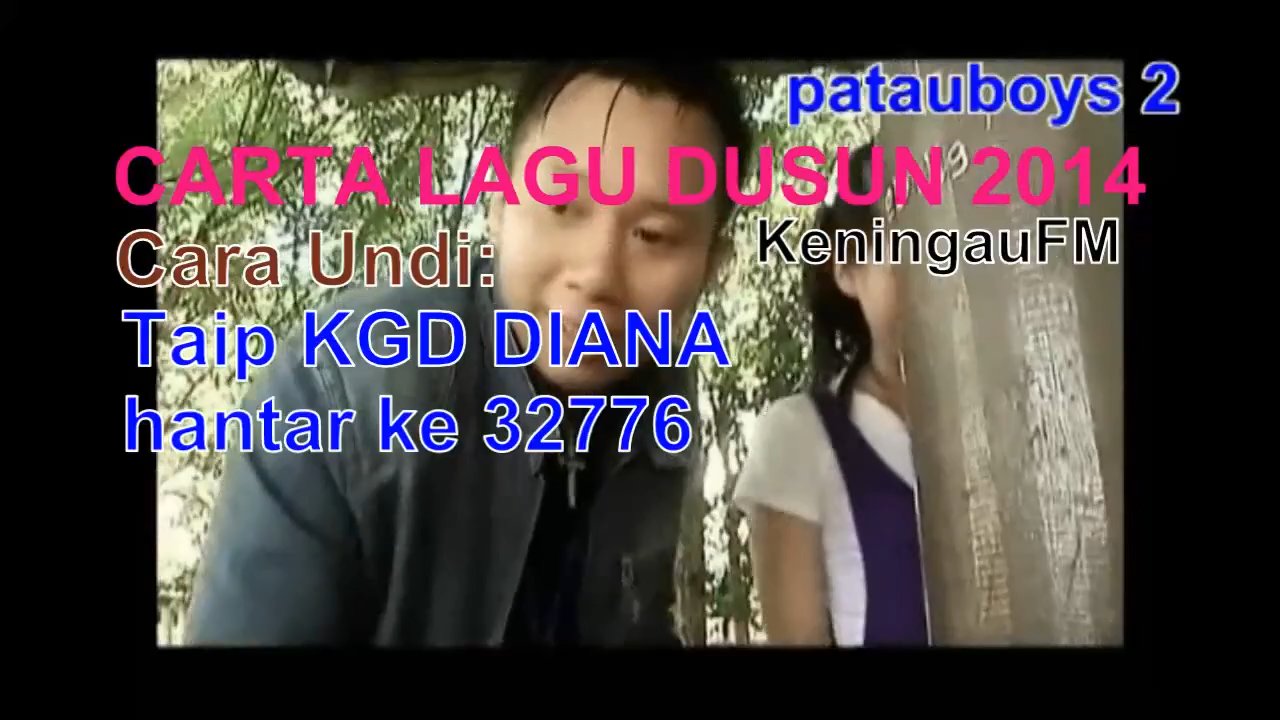 patauboys 2
CARTA LAGU DUSUN 2014
KeningauFM
Cara Undi:
Taip KGD DIANA
hantar ke 32776